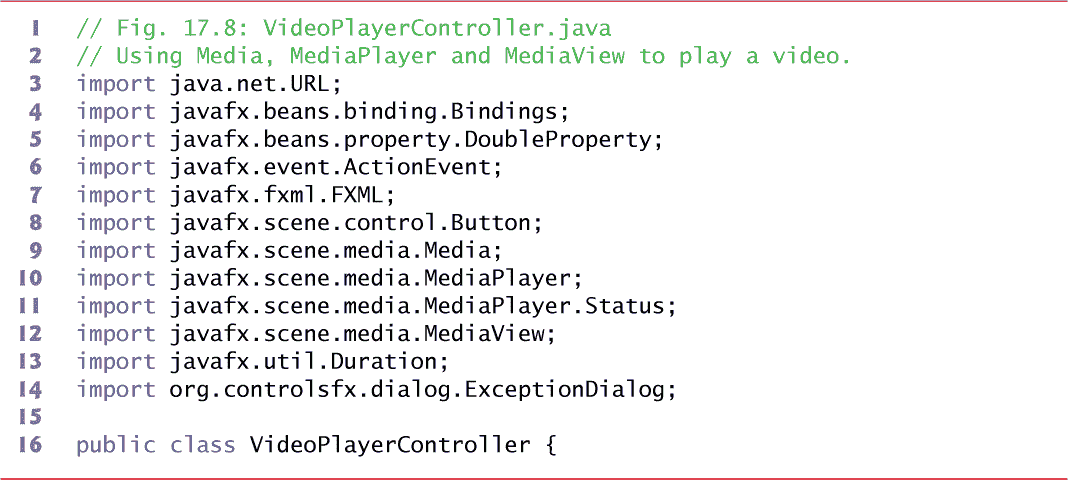 1 // Fig. 17.8: VideoPlayerController.java
2 // Using Media, MediaPlayer and MediaView to play a video.
3 import java.net.URL;
4 import javafx.beans.binding.Bindings;
5 import javafx.beans.property.DoubleProperty;
6 import javafx.event.ActionEvent;
7 import javafx.fxml.FXML;
8 import javafx.scene.control.Button;
9 import javafx.scene.media.Media;
10 import javafx.scene.media.MediaPlayer;
11 import javafx.scene.media.MediaPlayer.Status;
12 import javafx.scene.media.MediaView;
13 import javafx.util.Duration;
14 import org.controlsfx.dialog.ExceptionDialog;
15
16 public class VideoPlayerController {